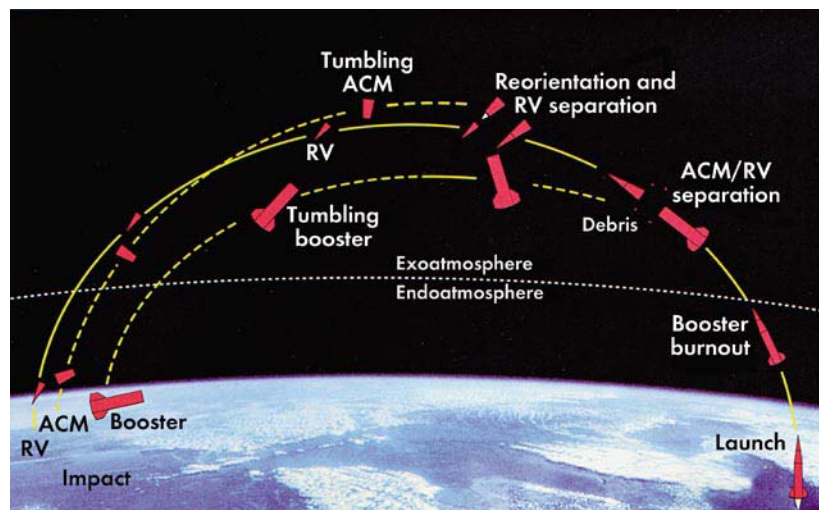 Tumbling
ACM
Reorientation and
RV separation
RV
ACM/RV
separation
Tumbling
booster
Debris
Exoatmosphere
Endoatmosphere
Booster
burnout
ACM
Booster
RV
Launch
Impact